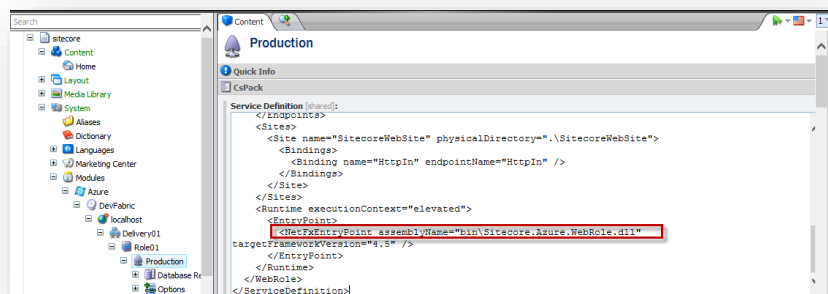 Search
sitecore
Content
Home
Layout
Media Library
System
Aliases
Dictionary
Languages
Marketing Center
Modules
Azure
DevFabric
localhost
Delivery01
Role01
Production
Database Re
Options
Content
1
Production
Quick Info
CsPack
Service Definition [shared]:
</Endpoints>
<Sites>
<Site name="SitecoreWebSite" physicalDirectory=".\SitecoreWebSite">
<Bindings>
<Binding name="HttpIn" endpointName="HttpIn" />
</Bindings>
</Site>
</Sites>
<Runtime executionContext="elevated">
<EntryPoint>
<NetFxEntryPoint assemblyName="bin\Sitecore.Azure.WebRole.dll"
targetFrameworkVersion="4.5" />
</EntryPoint>
</Runtime>
</WebRole>
</ServiceDefinition>